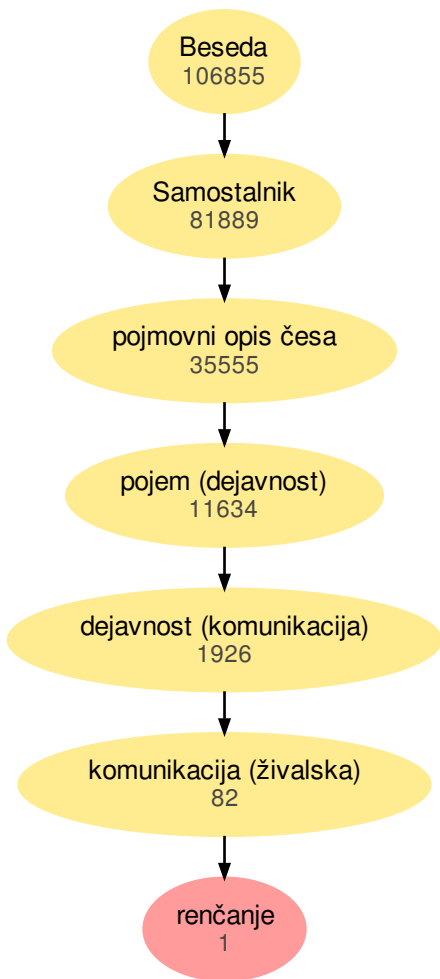 Beseda
106855
Samostalnik
81889
pojmovni opis česa
35555
pojem (dejavnost)
11634
dejavnost (komunikacija)
1926
komunikacija (živalska)
82
renčanje
1